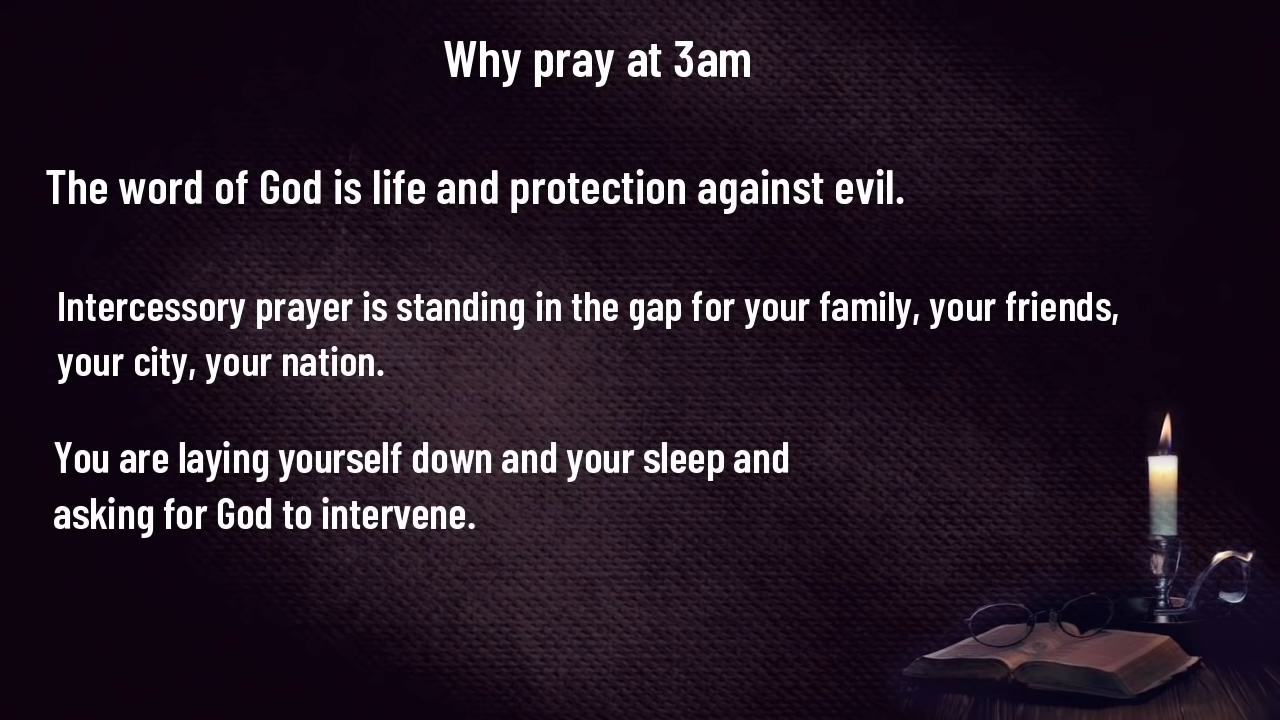 Why pray at 3am
The word of God is life and protection against evil.
Intercessory prayer is standing in the gap for your family, your friends,
your city, your nation.
You are laying yourself down and your sleep and
asking for God to intervene.